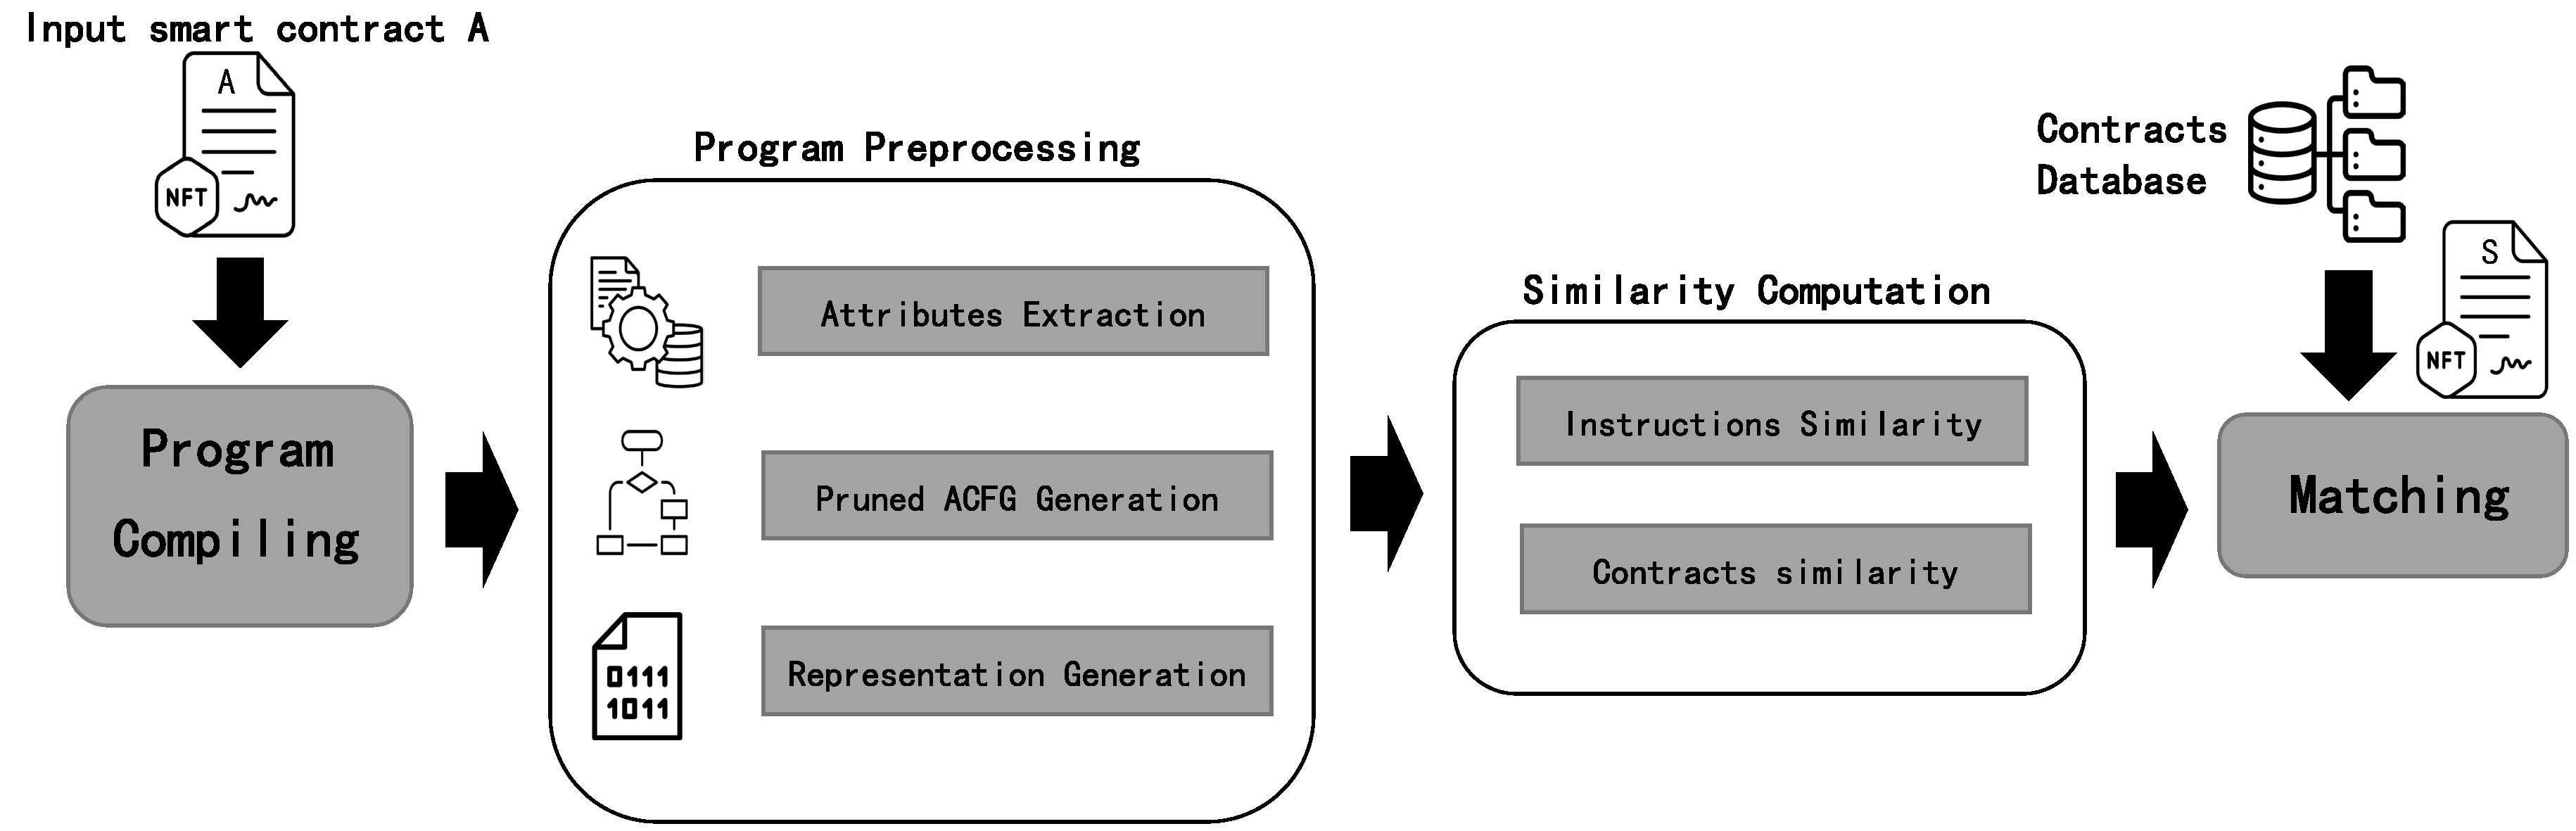 Input smart contract A
A
NFT
Program
Compiling
Program Preprocessing
Attributes Extraction
Pruned ACFG Generation
0111
1011
Representation Generation
Similarity Computation
Instructions Similarity
Contracts similarity
Contracts
Database
S
NFT
Matching